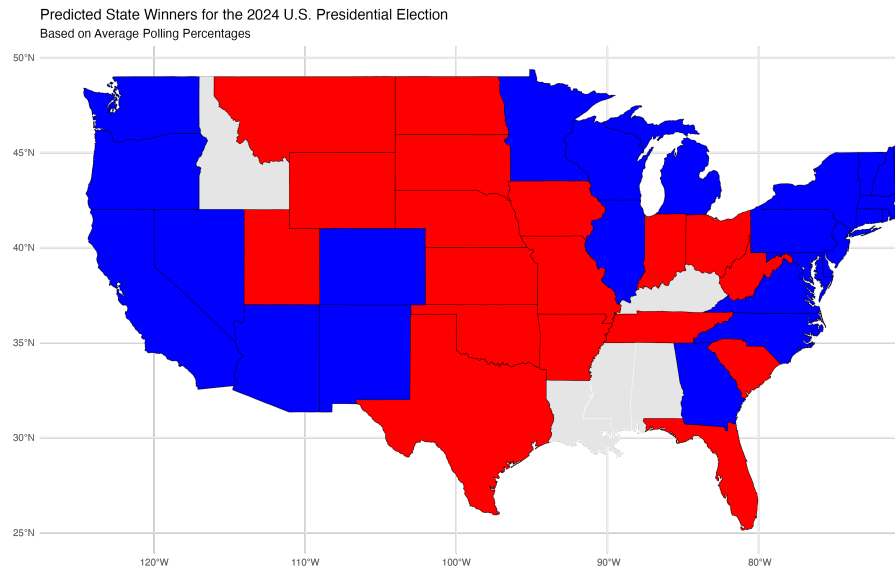 Predicted State Winners for the 2024 U.S. Presidential Election
Based on Average Polling Percentages
50°N
45°N
40°N
35°N
30°N
25°N
120°W 110°W 100°W 90°W 80°W